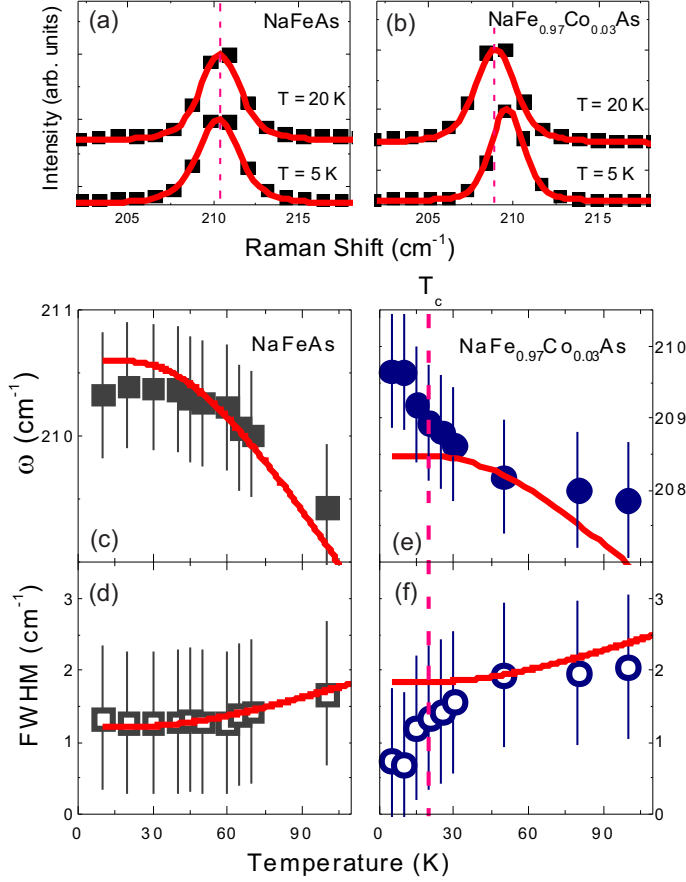 (a) NaFeAs
(b) NaFe0.97Co0.03As
Intensity (arb. units)
T = 20 K
T = 20 K
T = 5 K
T = 5 K
205 210 215
205 210 215
Raman Shift (cm-1)
Tc
211
NaFeAs
NaFe0.97Co0.03As
210
210
209
208
ω (cm-1)
(c)
(e)
(d)
(f)
3
2
1
0
3
2
1
0
FWHM (cm-1)
0 30 60 90
0 30 60 90
Temperature (K)